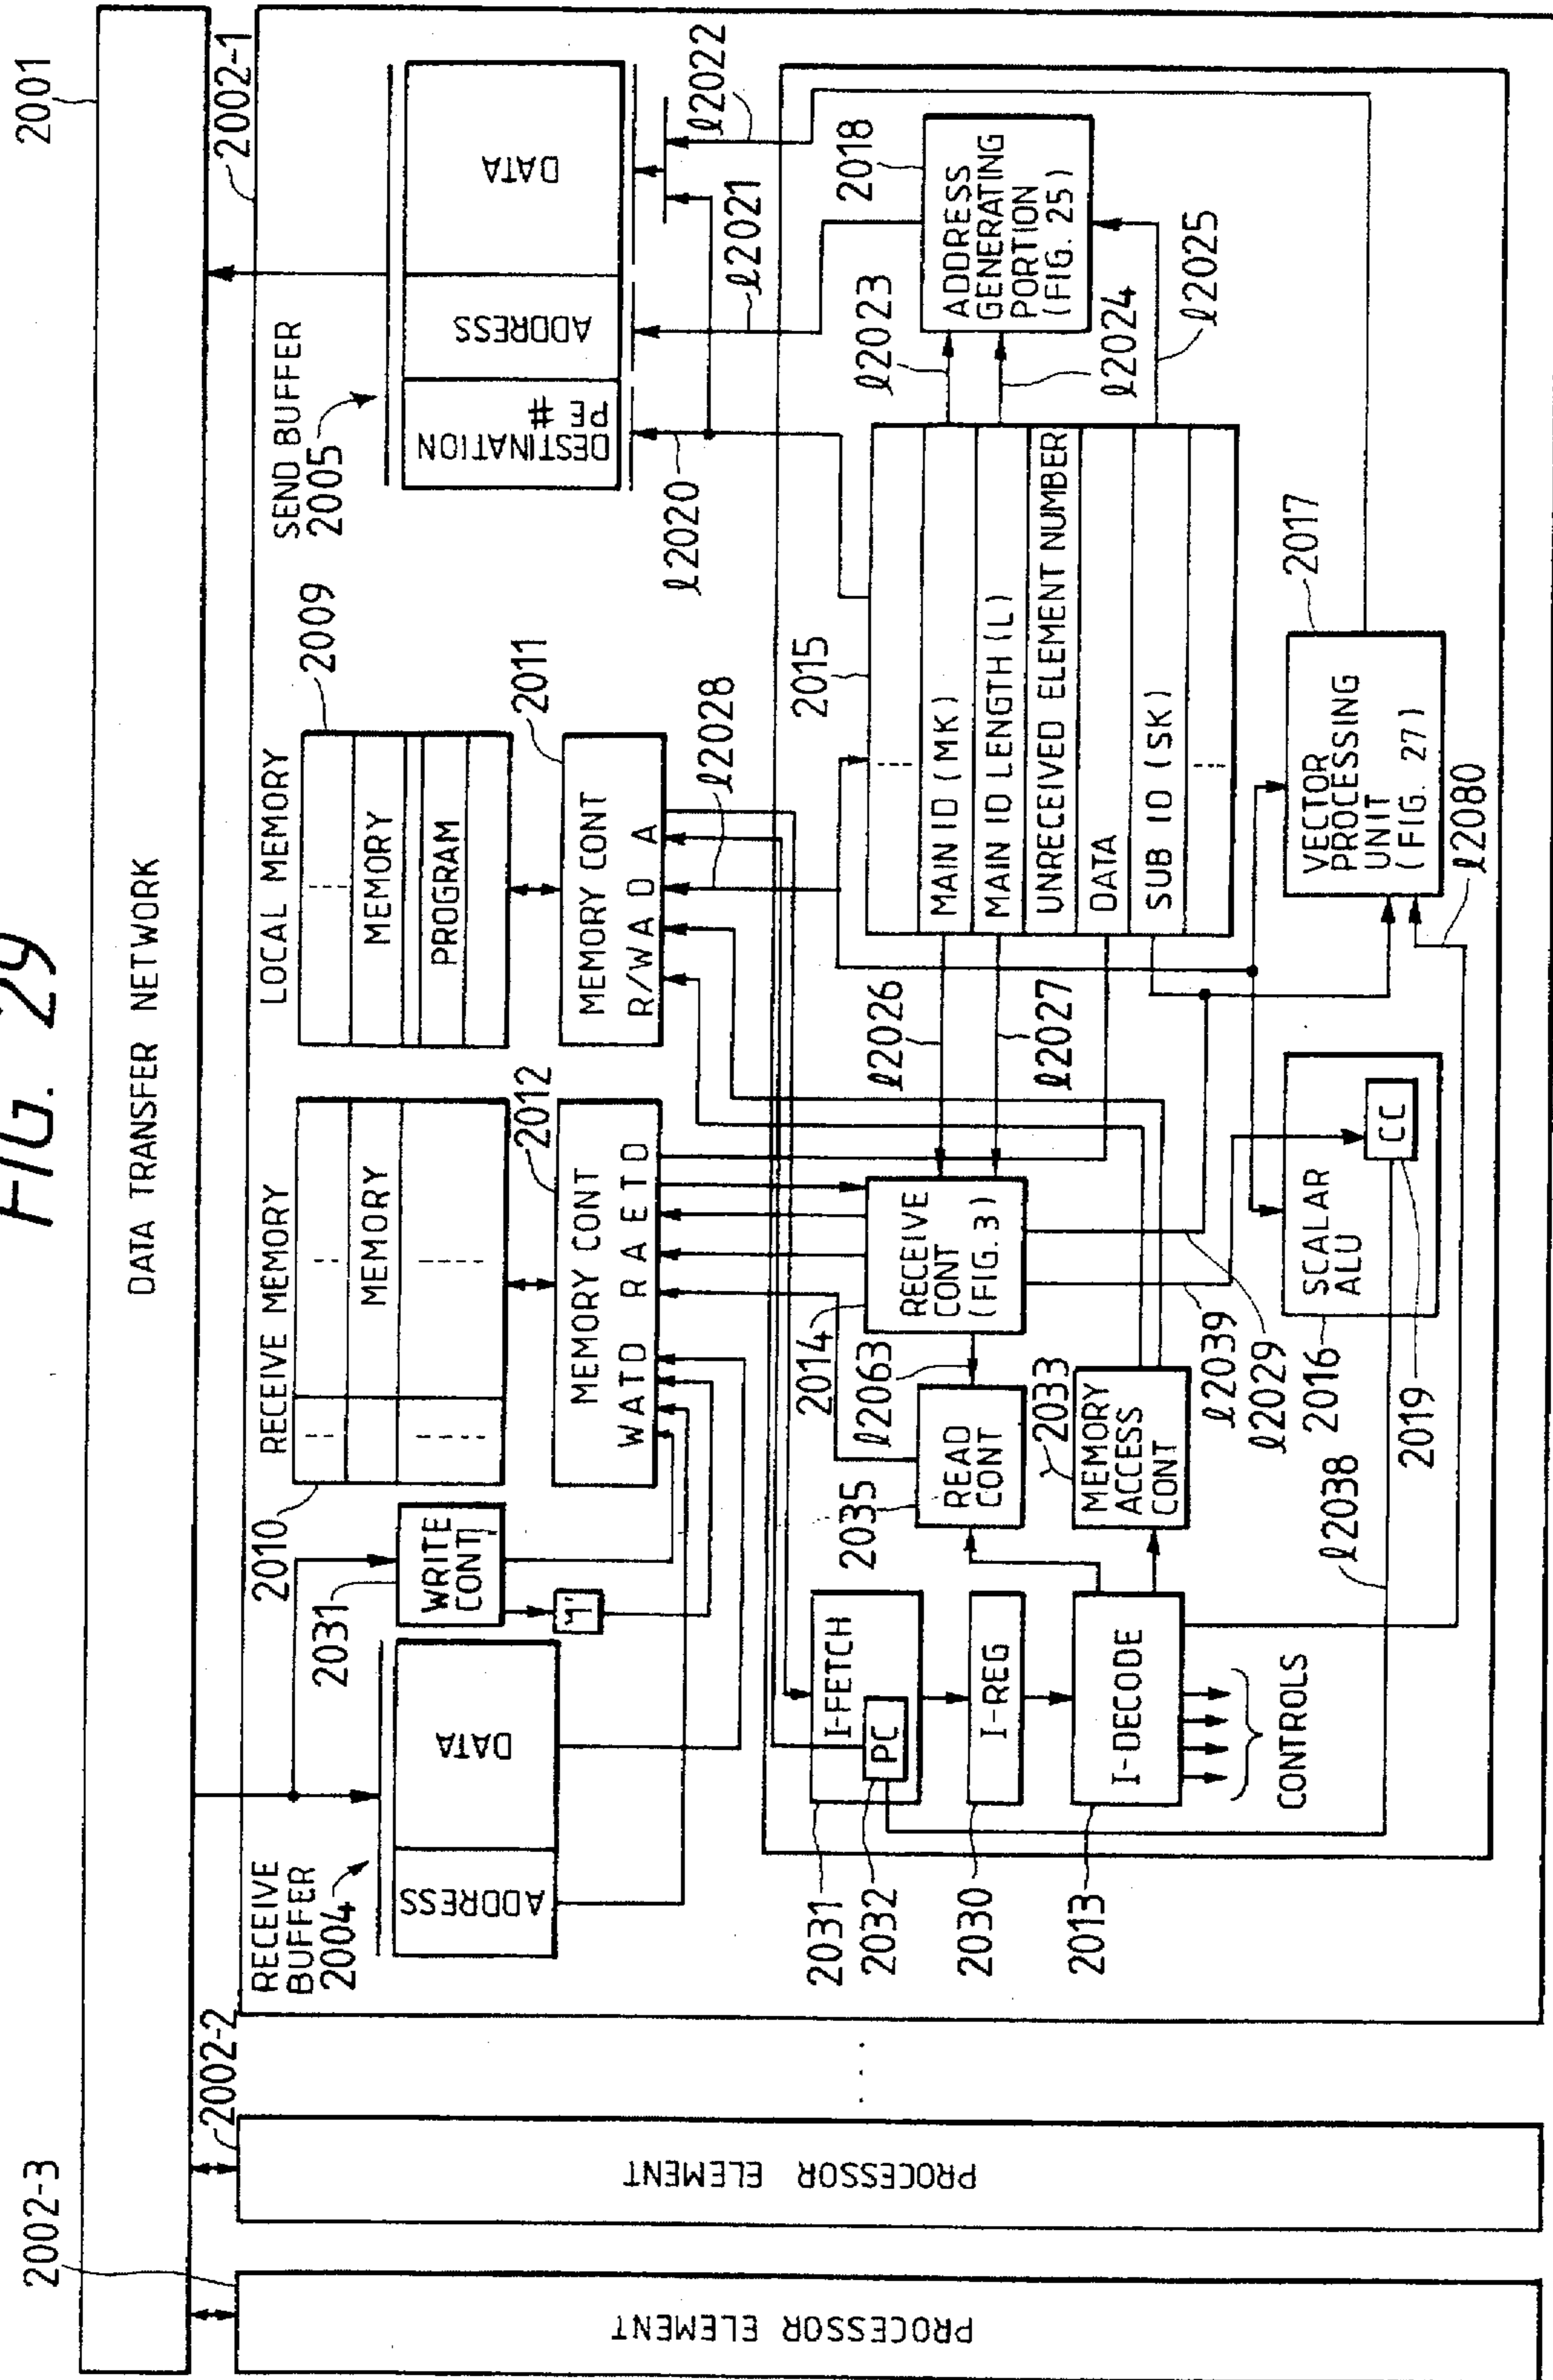 FIG. 29
2001
2002-3
DATA TRANSFER NETWORK
2002-2
2002-1
PROCESSOR ELEMENT
PROCESSOR ELEMENT
. . .
RECEIVE
BUFFER
2004
ADDRESS
DATA
2031
WRITE
CONT
'1'
2010
RECEIVE MEMORY
MEMORY
2012
MEMORY CONT
WATD R A E T D
LOCAL MEMORY
2009
MEMORY
PROGRAM
2011
MEMORY CONT
R/WA D A
ℓ2028
SEND BUFFER
2005
DESTINATION
PE #
ADDRESS
DATA
ℓ2020
ℓ2021
ℓ2022
2031
I-FETCH
PC
2032
2030
I-REG
2013
I-DECODE
CONTROLS
2035
READ
CONT
ℓ2063
2014
RECEIVE
CONT
(FIG. 3)
2033
MEMORY
ACCESS
CONT
ℓ2039
ℓ2029
ℓ2026
ℓ2027
2015
MAIN ID (MK)
MAIN ID LENGTH (L)
UNRECEIVED ELEMENT NUMBER
DATA
SUB ID (SK)
ℓ2023
ℓ2024
2018
ADDRESS
GENERATING
PORTION
(FIG. 25)
ℓ2025
2016
SCALAR
ALU
CC
2019
ℓ2038
VECTOR
PROCESSING
UNIT
(FIG. 27)
2017
ℓ2080